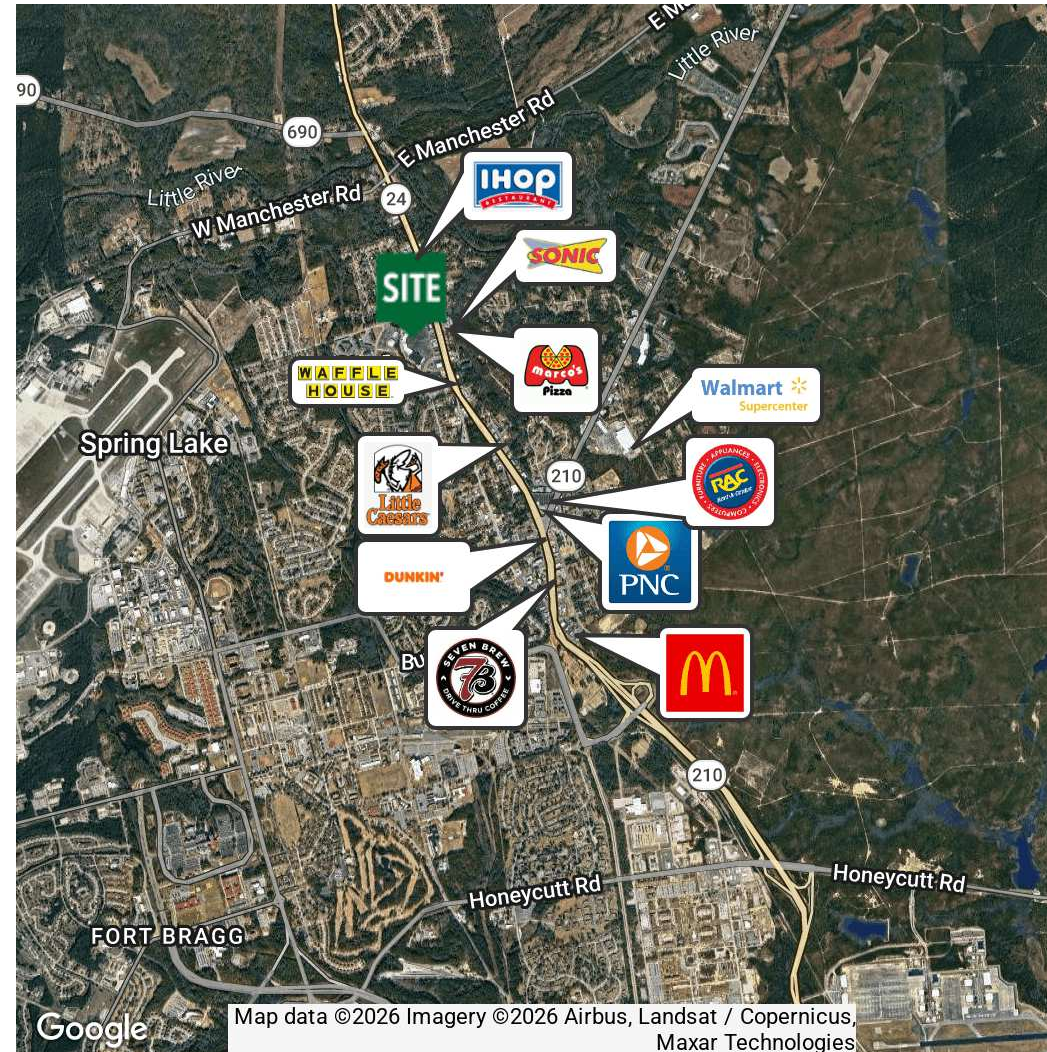 E M
Little River
90
690
E Manchester Rd
IHOP
RESTAURANT
Little River
24
W Manchester Rd
SONIC
SITE
Marco's
Pizza
WAFFLE
HOUSE
Walmart
Supercenter
Spring Lake
Little
Caesars
210
FURNITURE • APPLIANCES • ELECTRONICS • COMPUTERS
RAC
Rent-A-Center
DUNKIN'
PNC
Bu
SEVEN BREW
7B
DRIVE THRU COFFEE
M
210
Honeycutt Rd
Honeycutt Rd
FORT BRAGG
Google
Map data ©2026 Imagery ©2026 Airbus, Landsat / Copernicus,
Maxar Technologies